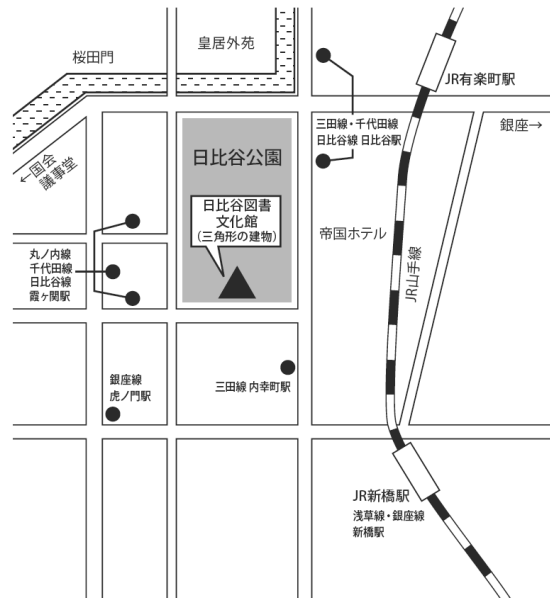 皇居外苑
桜田門
JR有楽町駅
三田線・千代田線
日比谷線 日比谷駅
銀座→
←国会
議事堂
日比谷公園
日比谷図書
文化館
(三角形の建物)
帝国ホテル
丸ノ内線
千代田線
日比谷線
霞ヶ関駅
JR山手線
銀座線
虎ノ門駅
三田線 内幸町駅
JR新橋駅
浅草線・銀座線
新橋駅